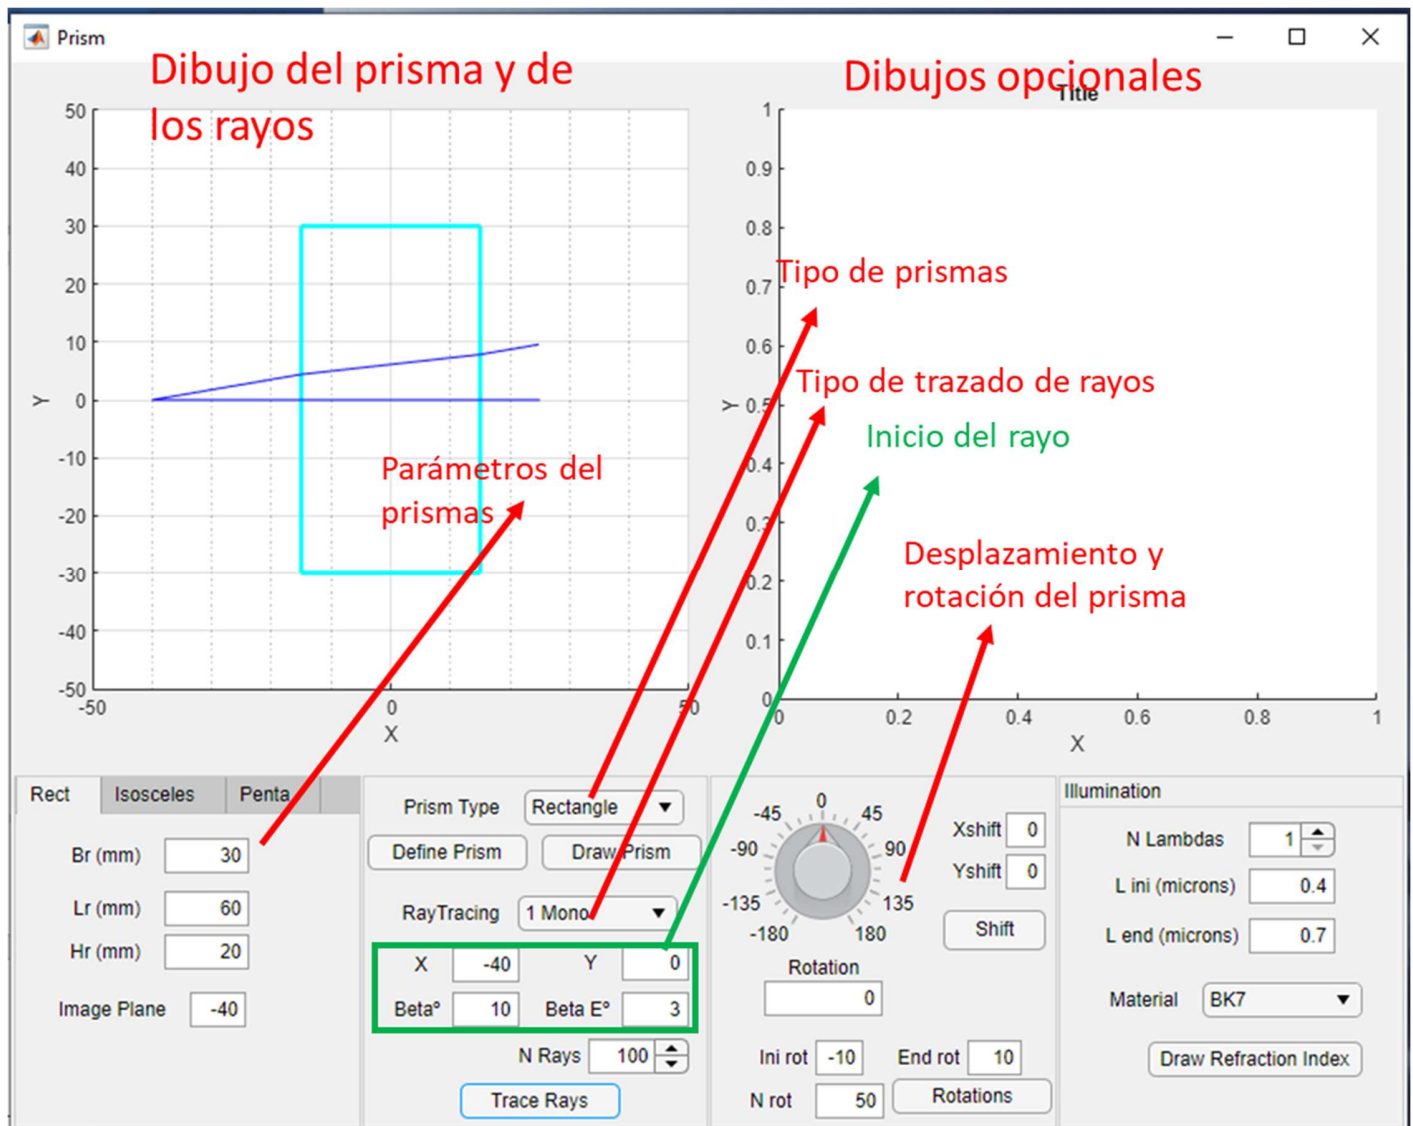 Prism
Dibujo del prisma y de
los rayos
Dibujos opcionales
Title
50
40
30
20
10
0
-10
-20
-30
-40
-50
Y
-50
0
50
X
1
0.9
0.8
0.7
0.6
0.5
0.4
0.3
0.2
0.1
0
Y
0
0.2
0.4
0.6
0.8
1
X
Tipo de prismas
Tipo de trazado de rayos
Inicio del rayo
Parámetros del
prismas
Desplazamiento y
rotación del prisma
Rect Isosceles Penta
Br (mm) 30
Lr (mm) 60
Hr (mm) 20
Image Plane -40
Prism Type Rectangle
Define Prism Draw Prism
RayTracing 1 Mono
X -40 Y 0
Betaº 10 Beta Eº 3
N Rays 100
Trace Rays
0
-45 45
-90 90
-135 135
-180 180
Xshift 0
Yshift 0
Shift
Rotation
0
Ini rot -10 End rot 10
N rot 50 Rotations
Illumination
N Lambdas 1
L ini (microns) 0.4
L end (microns) 0.7
Material BK7
Draw Refraction Index